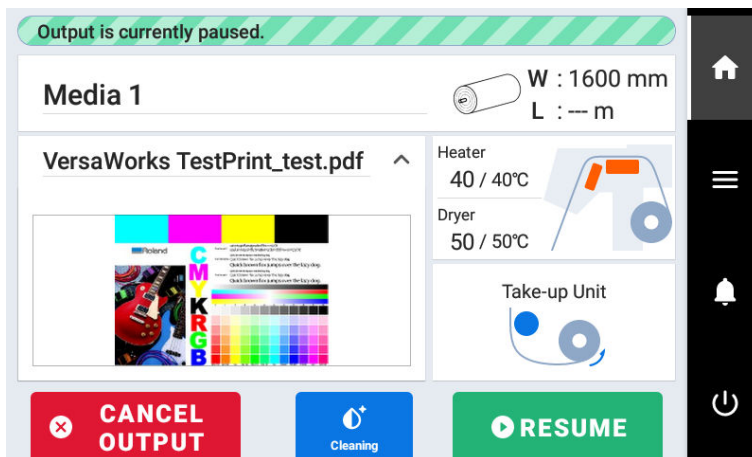 Output is currently paused.
Media 1
W : 1600 mm
L : --- m
VersaWorks TestPrint_test.pdf
Heater
40 / 40℃
Dryer
50 / 50℃
Roland
C
M
Y
K
R
G
B
Quick brown fox jumps over the lazy dog.
Quick brown fox jumps over the lazy dog.
Take-up Unit
CANCEL
OUTPUT
Cleaning
RESUME